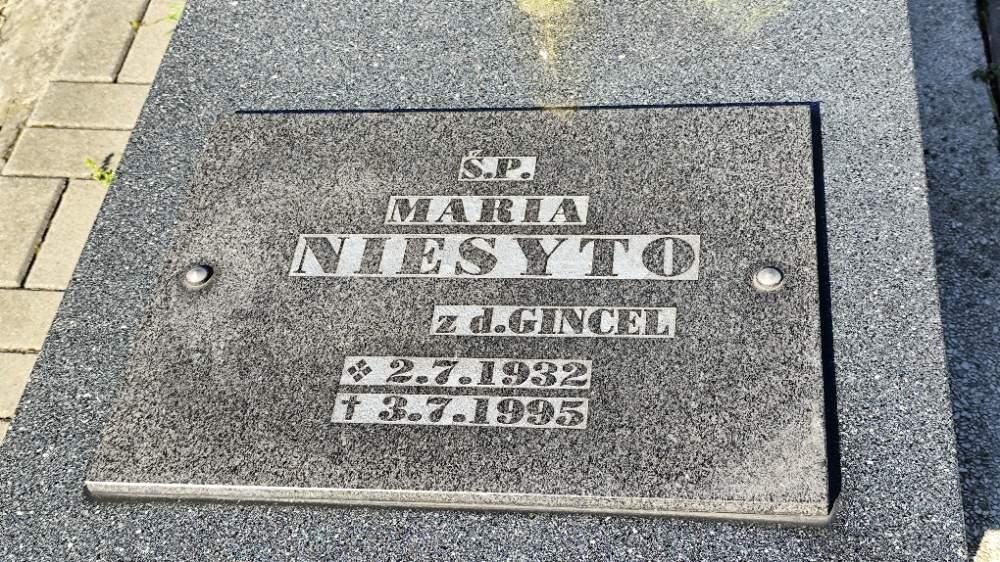 Ś.P.
MARIA
NIESYTO
z d.GINCEL
❖ 2.7.1932
† 3.7.1995